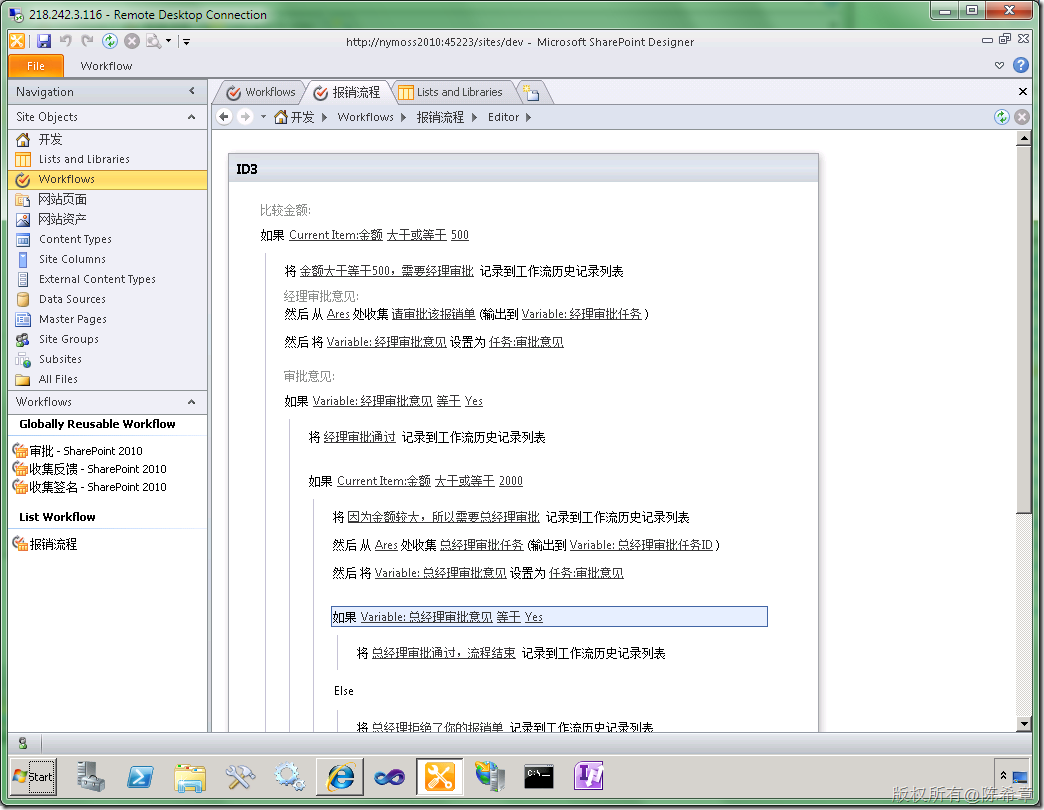 218.242.3.116 - Remote Desktop Connection
http://nymoss2010:45223/sites/dev - Microsoft SharePoint Designer
File Workflow
Navigation
Workflows 报销流程 Lists and Libraries
Site Objects
开发 Workflows 报销流程 Editor
开发
Lists and Libraries
Workflows
网站页面
网站资产
Content Types
Site Columns
External Content Types
Data Sources
Master Pages
Site Groups
Subsites
All Files
Workflows
Globally Reusable Workflow
审批 - SharePoint 2010
收集反馈 - SharePoint 2010
收集签名 - SharePoint 2010
List Workflow
报销流程
ID3
比较金额:
如果 Current Item:金额 大于或等于 500
将 金额大于等于500，需要经理审批 记录到工作流历史记录列表
经理审批意见:
然后 从 Ares 处收集 请审批该报销单 (输出到 Variable: 经理审批任务 )
然后 将 Variable: 经理审批意见 设置为 任务:审批意见
审批意见:
如果 Variable: 经理审批意见 等于 Yes
将 经理审批通过 记录到工作流历史记录列表
如果 Current Item:金额 大于或等于 2000
将 因为金额较大，所以需要总经理审批 记录到工作流历史记录列表
然后 从 Ares 处收集 总经理审批任务 (输出到 Variable: 总经理审批任务ID )
然后 将 Variable: 总经理审批意见 设置为 任务:审批意见
如果 Variable: 总经理审批意见 等于 Yes
将 总经理审批通过，流程结束 记录到工作流历史记录列表
Else
将 总经理拒绝了你的报销单 记录到工作流历史记录列表
Start
C:\_
版权所有@陈希章